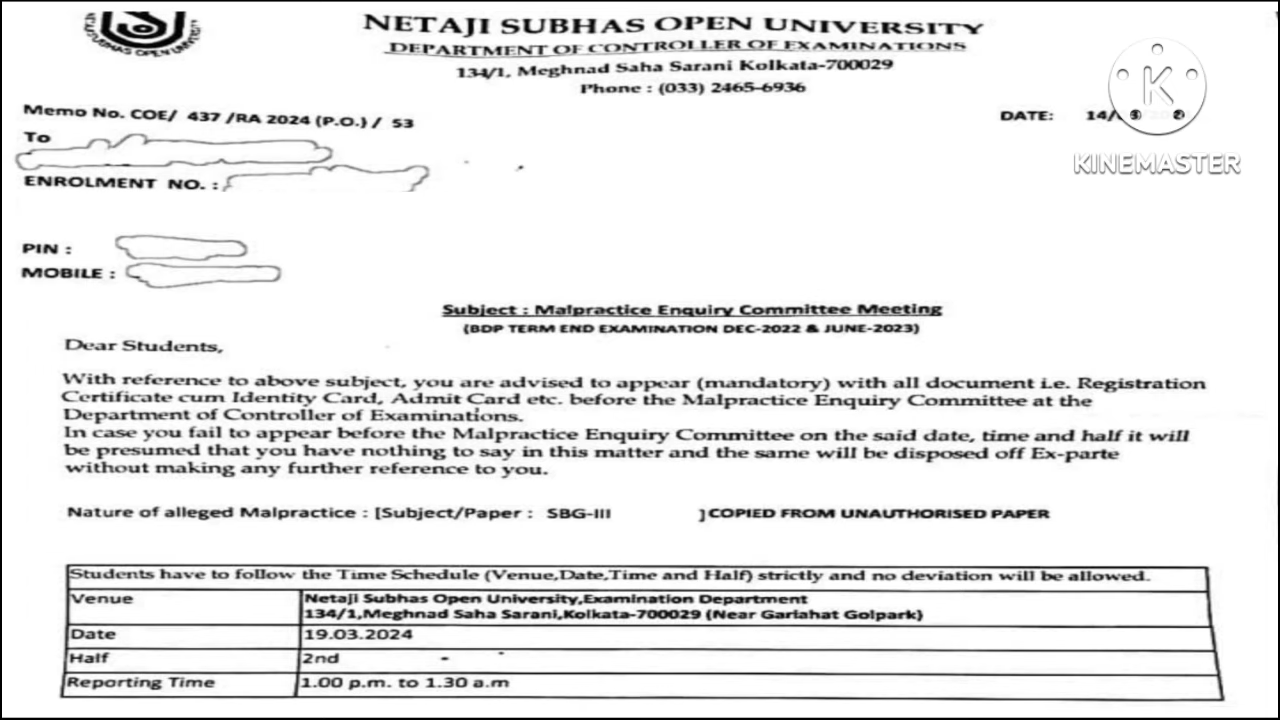 NETAJI SUBHAS OPEN UNIVERSITY
DEPARTMENT OF CONTROLLER OF EXAMINATIONS
134/1, Meghnad Saha Sarani Kolkata-700029
Phone : (033) 2465-6936
Memo No. COE/ 437 /RA 2024 (P.O.) / 53
DATE: 14/
K
KINEMASTER
To
ENROLMENT NO. :
PIN :
MOBILE :
Subject : Malpractice Enquiry Committee Meeting
(BDP TERM END EXAMINATION DEC-2022 & JUNE-2023)
Dear Students,
With reference to above subject, you are advised to appear (mandatory) with all document i.e. Registration
Certificate cum Identity Card, Admit Card etc. before the Malpractice Enquiry Committee at the
Department of Controller of Examinations.
In case you fail to appear before the Malpractice Enquiry Committee on the said date, time and half it will
be presumed that you have nothing to say in this matter and the same will be disposed off Ex-parte
without making any further reference to you.
Nature of alleged Malpractice : [Subject/Paper : SBG-III ] COPIED FROM UNAUTHORISED PAPER
Students have to follow the Time Schedule (Venue,Date,Time and Half) strictly and no deviation will be allowed.
Venue Netaji Subhas Open University,Examination Department
134/1,Meghnad Saha Sarani,Kolkata-700029 (Near Gariahat Golpark)
Date 19.03.2024
Half 2nd
Reporting Time 1.00 p.m. to 1.30 a.m